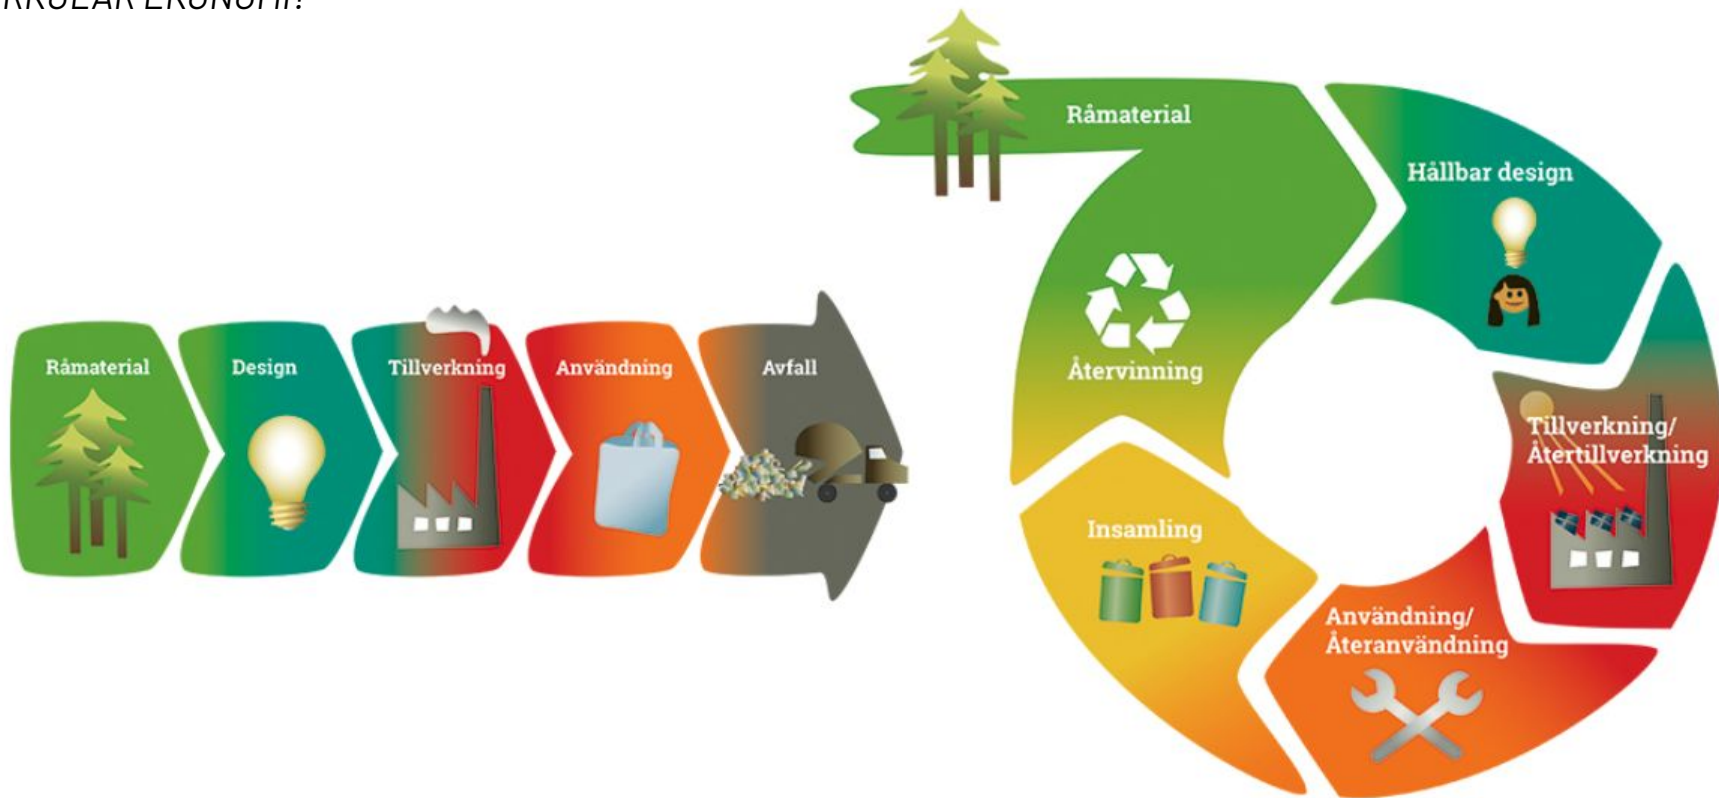 Råmaterial
Design
Tillverkning
Användning
Avfall
Råmaterial
Hållbar design
Tillverkning/
Återtillverkning
Användning/
Återanvändning
Insamling
Återvinning